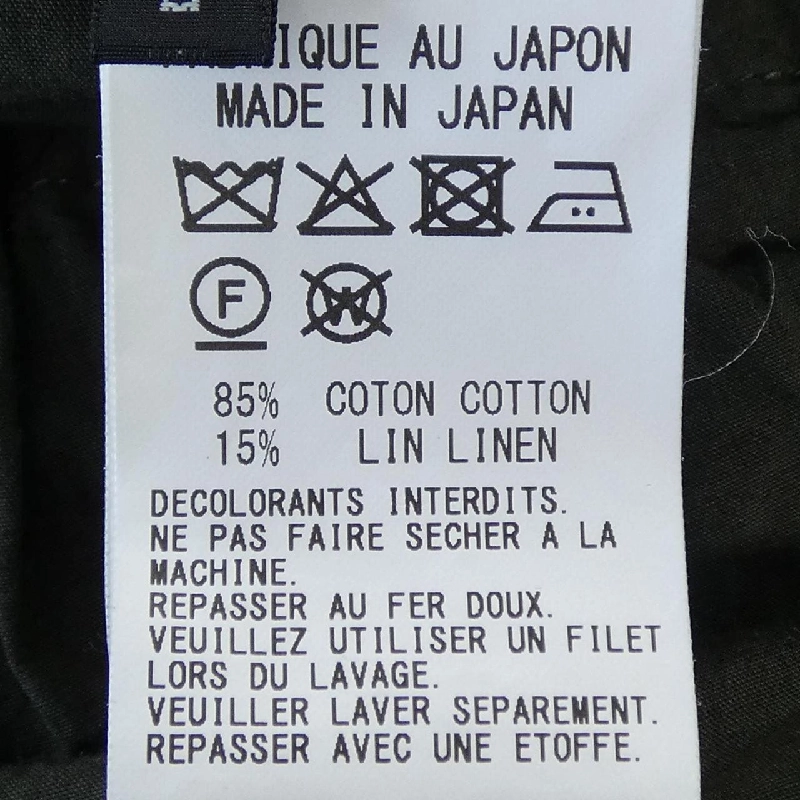 AU JAPON
MADE IN JAPAN
F
W
85% COTON COTTON
15% LIN LINEN
DECOLORANTS INTERDITS.
NE PAS FAIRE SECHER A LA
MACHINE.
REPASSER AU FER DOUX.
VEUILLEZ UTILISER UN FILET
LORS DU LAVAGE.
VEUILLER LAVER SEPAREMENT.
REPASSER AVEC UNE ETOFFE.